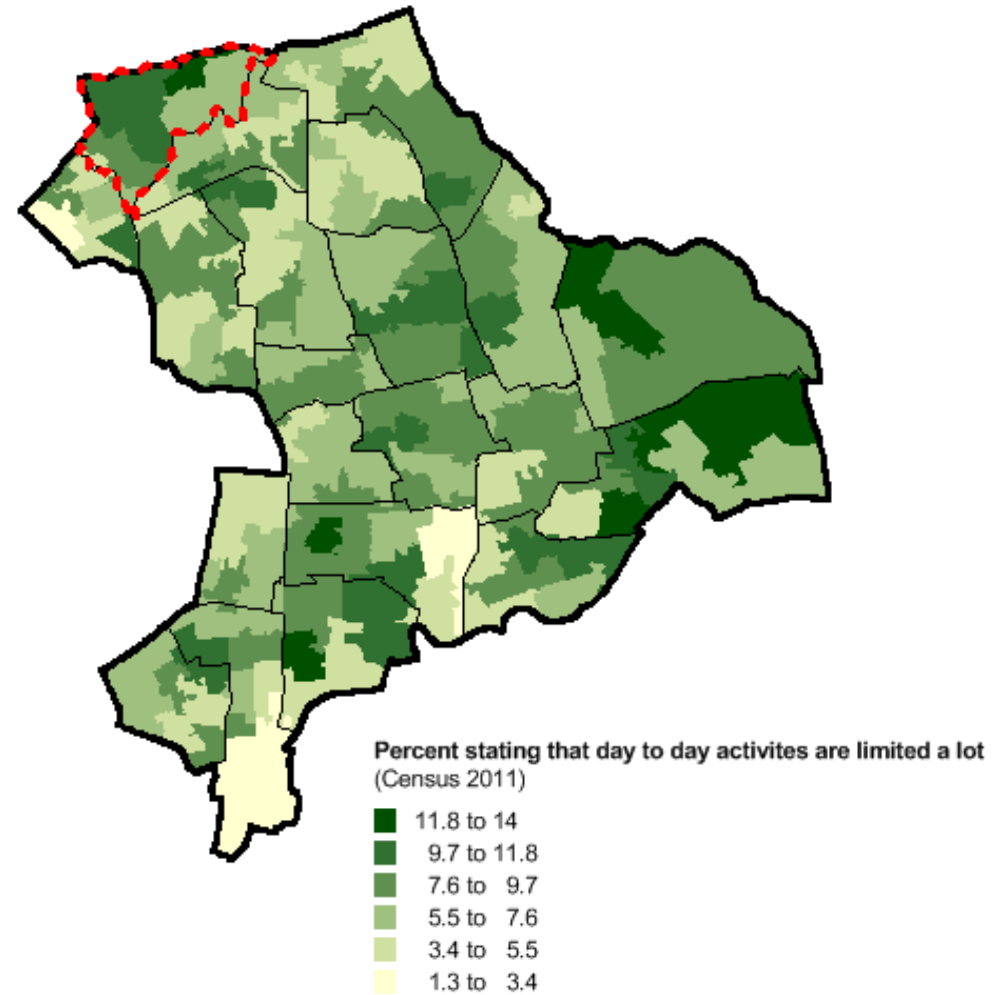 Percent stating that day to day activites are limited a lot
(Census 2011)
11.8 to 14
9.7 to 11.8
7.6 to 9.7
5.5 to 7.6
3.4 to 5.5
1.3 to 3.4